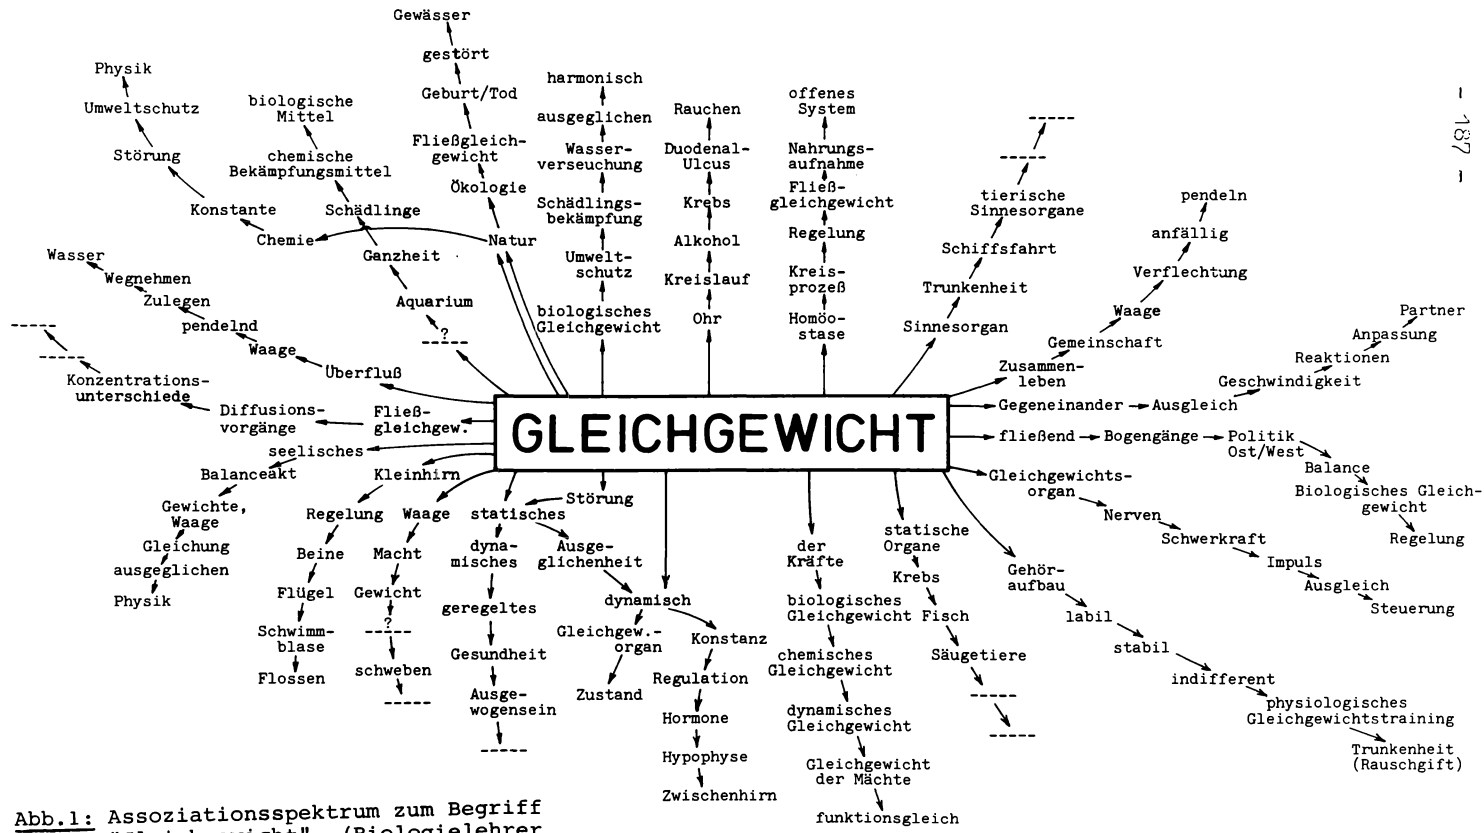 Gewässer
gestört
Geburt/Tod
Fließgleich-
gewicht
Ökologie
Natur
Physik
Umweltschutz
Störung
Konstante
Chemie
biologische
Mittel
chemische
Bekämpfungsmittel
Schädlinge
Ganzheit
Aquarium
?
harmonisch
ausgeglichen
Wasser-
verseuchung
Schädlings-
bekämpfung
Umwelt-
schutz
biologisches
Gleichgewicht
Rauchen
Duodenal-
Ulcus
Krebs
Alkohol
Kreislauf
Ohr
offenes
System
Nahrungs-
aufnahme
Fließ-
gleichgewicht
Regelung
Kreis-
prozeß
Homöo-
stase
tierische
Sinnesorgane
Schiffsfahrt
Trunkenheit
Sinnesorgan
pendeln
anfällig
Verflechtung
Waage
Gemeinschaft
Zusammen-
leben
- 187 -
Partner
Anpassung
Reaktionen
Geschwindigkeit
Gegeneinander
Ausgleich
Wasser
Wegnehmen
Zulegen
pendelnd
Waage
Überfluß
Konzentrations-
unterschiede
Diffusions-
vorgänge
Fließ-
gleichgew.
GLEICHGEWICHT
fließend
Bogengänge
Politik
Ost/West
Balance
Biologisches Gleich-
gewicht
Regelung
seelisches
Balanceakt
Gewichte,
Waage
Gleichung
ausgeglichen
Physik
Kleinhirn
Regelung
Beine
Flügel
Schwimm-
blase
Flossen
Waage
Macht
Gewicht
?
schweben
Störung
statisches
dyna-
misches
geregeltes
Gesundheit
Ausge-
wogensein
Ausge-
glichenheit
dynamisch
Gleichgew.-
organ
Zustand
Konstanz
Regulation
Hormone
Hypophyse
Zwischenhirn
der
Kräfte
biologisches
Gleichgewicht
chemisches
Gleichgewicht
dynamisches
Gleichgewicht
Gleichgewicht
der Mächte
funktionsgleich
statische
Organe
Krebs
Fisch
Säugetiere
Gehör-
aufbau
labil
stabil
indifferent
physiologisches
Gleichgewichtstraining
Trunkenheit
(Rauschgift)
Gleichgewichts-
organ
Nerven
Schwerkraft
Impuls
Ausgleich
Steuerung
Abb.1: Assoziationsspektrum zum Begriff
"Gleichgewicht" (Biologielehrer